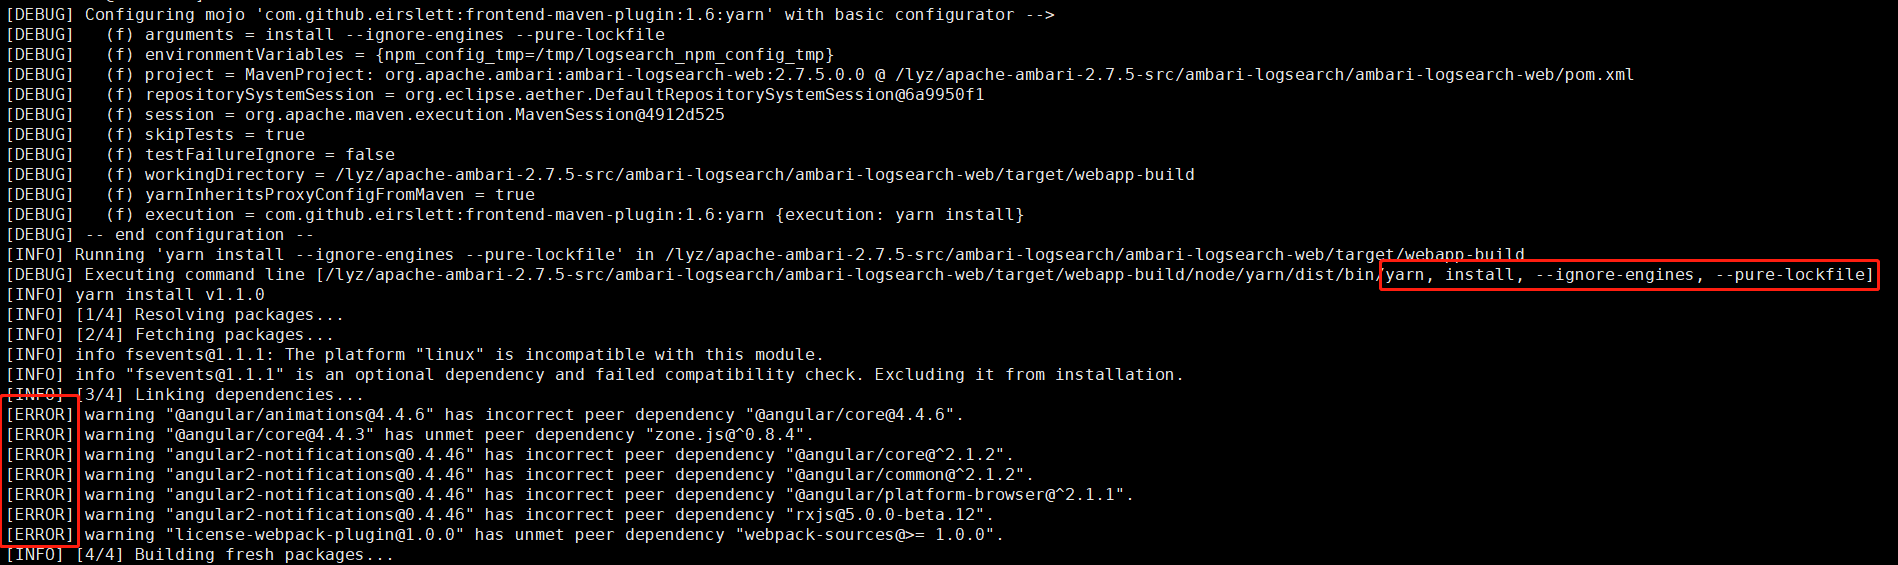 [DEBUG] Configuring mojo 'com.github.eirslett:frontend-maven-plugin:1.6:yarn' with basic configurator -->
[DEBUG]   (f) arguments = install --ignore-engines --pure-lockfile
[DEBUG]   (f) environmentVariables = {npm_config_tmp=/tmp/logsearch_npm_config_tmp}
[DEBUG]   (f) project = MavenProject: org.apache.ambari:ambari-logsearch-web:2.7.5.0.0 @ /lyz/apache-ambari-2.7.5-src/ambari-logsearch/ambari-logsearch-web/pom.xml
[DEBUG]   (f) repositorySystemSession = org.eclipse.aether.DefaultRepositorySystemSession@6a9950f1
[DEBUG]   (f) session = org.apache.maven.execution.MavenSession@4912d525
[DEBUG]   (f) skipTests = true
[DEBUG]   (f) testFailureIgnore = false
[DEBUG]   (f) workingDirectory = /lyz/apache-ambari-2.7.5-src/ambari-logsearch/ambari-logsearch-web/target/webapp-build
[DEBUG]   (f) yarnInheritsProxyConfigFromMaven = true
[DEBUG]   (f) execution = com.github.eirslett:frontend-maven-plugin:1.6:yarn {execution: yarn install}
[DEBUG] -- end configuration --
[INFO] Running 'yarn install --ignore-engines --pure-lockfile' in /lyz/apache-ambari-2.7.5-src/ambari-logsearch/ambari-logsearch-web/target/webapp-build
[DEBUG] Executing command line [/lyz/apache-ambari-2.7.5-src/ambari-logsearch/ambari-logsearch-web/target/webapp-build/node/yarn/dist/bin/yarn, install, --ignore-engines, --pure-lockfile]
[INFO] yarn install v1.1.0
[INFO] [1/4] Resolving packages...
[INFO] [2/4] Fetching packages...
[INFO] info fsevents@1.1.1: The platform "linux" is incompatible with this module.
[INFO] info "fsevents@1.1.1" is an optional dependency and failed compatibility check. Excluding it from installation.
[INFO] [3/4] Linking dependencies...
[ERROR] warning "@angular/animations@4.4.6" has incorrect peer dependency "@angular/core@4.4.6".
[ERROR] warning "@angular/core@4.4.3" has unmet peer dependency "zone.js@^0.8.4".
[ERROR] warning "angular2-notifications@0.4.46" has incorrect peer dependency "@angular/core@^2.1.2".
[ERROR] warning "angular2-notifications@0.4.46" has incorrect peer dependency "@angular/common@^2.1.2".
[ERROR] warning "angular2-notifications@0.4.46" has incorrect peer dependency "@angular/platform-browser@^2.1.1".
[ERROR] warning "angular2-notifications@0.4.46" has incorrect peer dependency "rxjs@5.0.0-beta.12".
[ERROR] warning "license-webpack-plugin@1.0.0" has unmet peer dependency "webpack-sources@>= 1.0.0".
[INFO] [4/4] Building fresh packages...